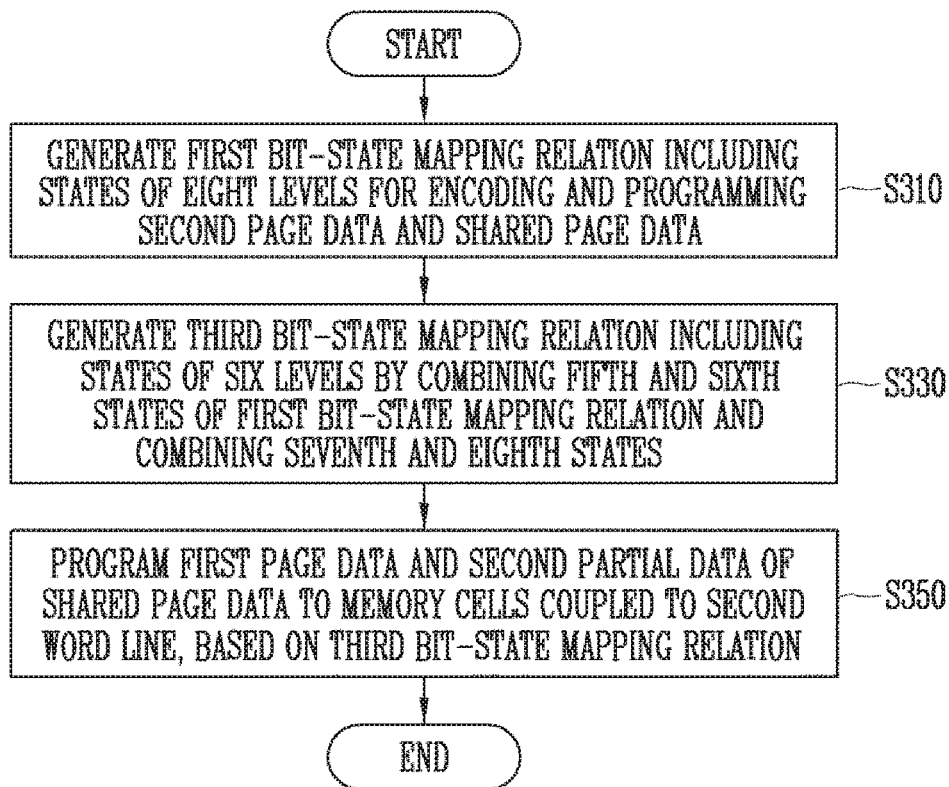 START
GENERATE FIRST BIT-STATE MAPPING RELATION INCLUDING
STATES OF EIGHT LEVELS FOR ENCODING AND PROGRAMMING
SECOND PAGE DATA AND SHARED PAGE DATA
S310
GENERATE THIRD BIT-STATE MAPPING RELATION INCLUDING
STATES OF SIX LEVELS BY COMBINING FIFTH AND SIXTH
STATES OF FIRST BIT-STATE MAPPING RELATION AND
COMBINING SEVENTH AND EIGHTH STATES
S330
PROGRAM FIRST PAGE DATA AND SECOND PARTIAL DATA OF
SHARED PAGE DATA TO MEMORY CELLS COUPLED TO SECOND
WORD LINE, BASED ON THIRD BIT-STATE MAPPING RELATION
S350
END